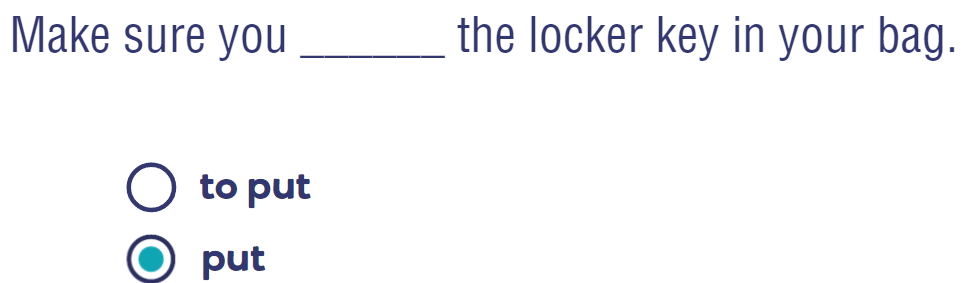 Make sure you ______ the locker key in your bag.
to put
put